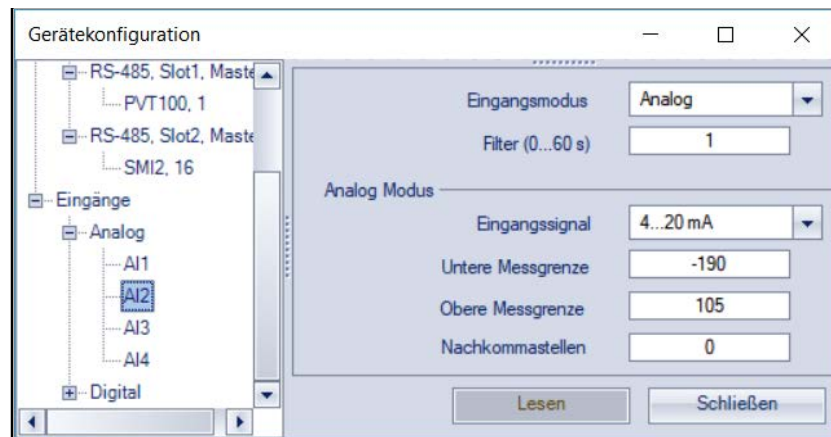 Gerätekonfiguration
RS-485, Slot1, Maste
PVT100, 1
RS-485, Slot2, Maste
SMI2, 16
Eingänge
Analog
AI1
AI2
AI3
AI4
Digital
Eingangsmodus Analog
Filter (0...60 s) 1
Analog Modus
Eingangssignal 4...20 mA
Untere Messgrenze -190
Obere Messgrenze 105
Nachkommastellen 0
Lesen Schließen